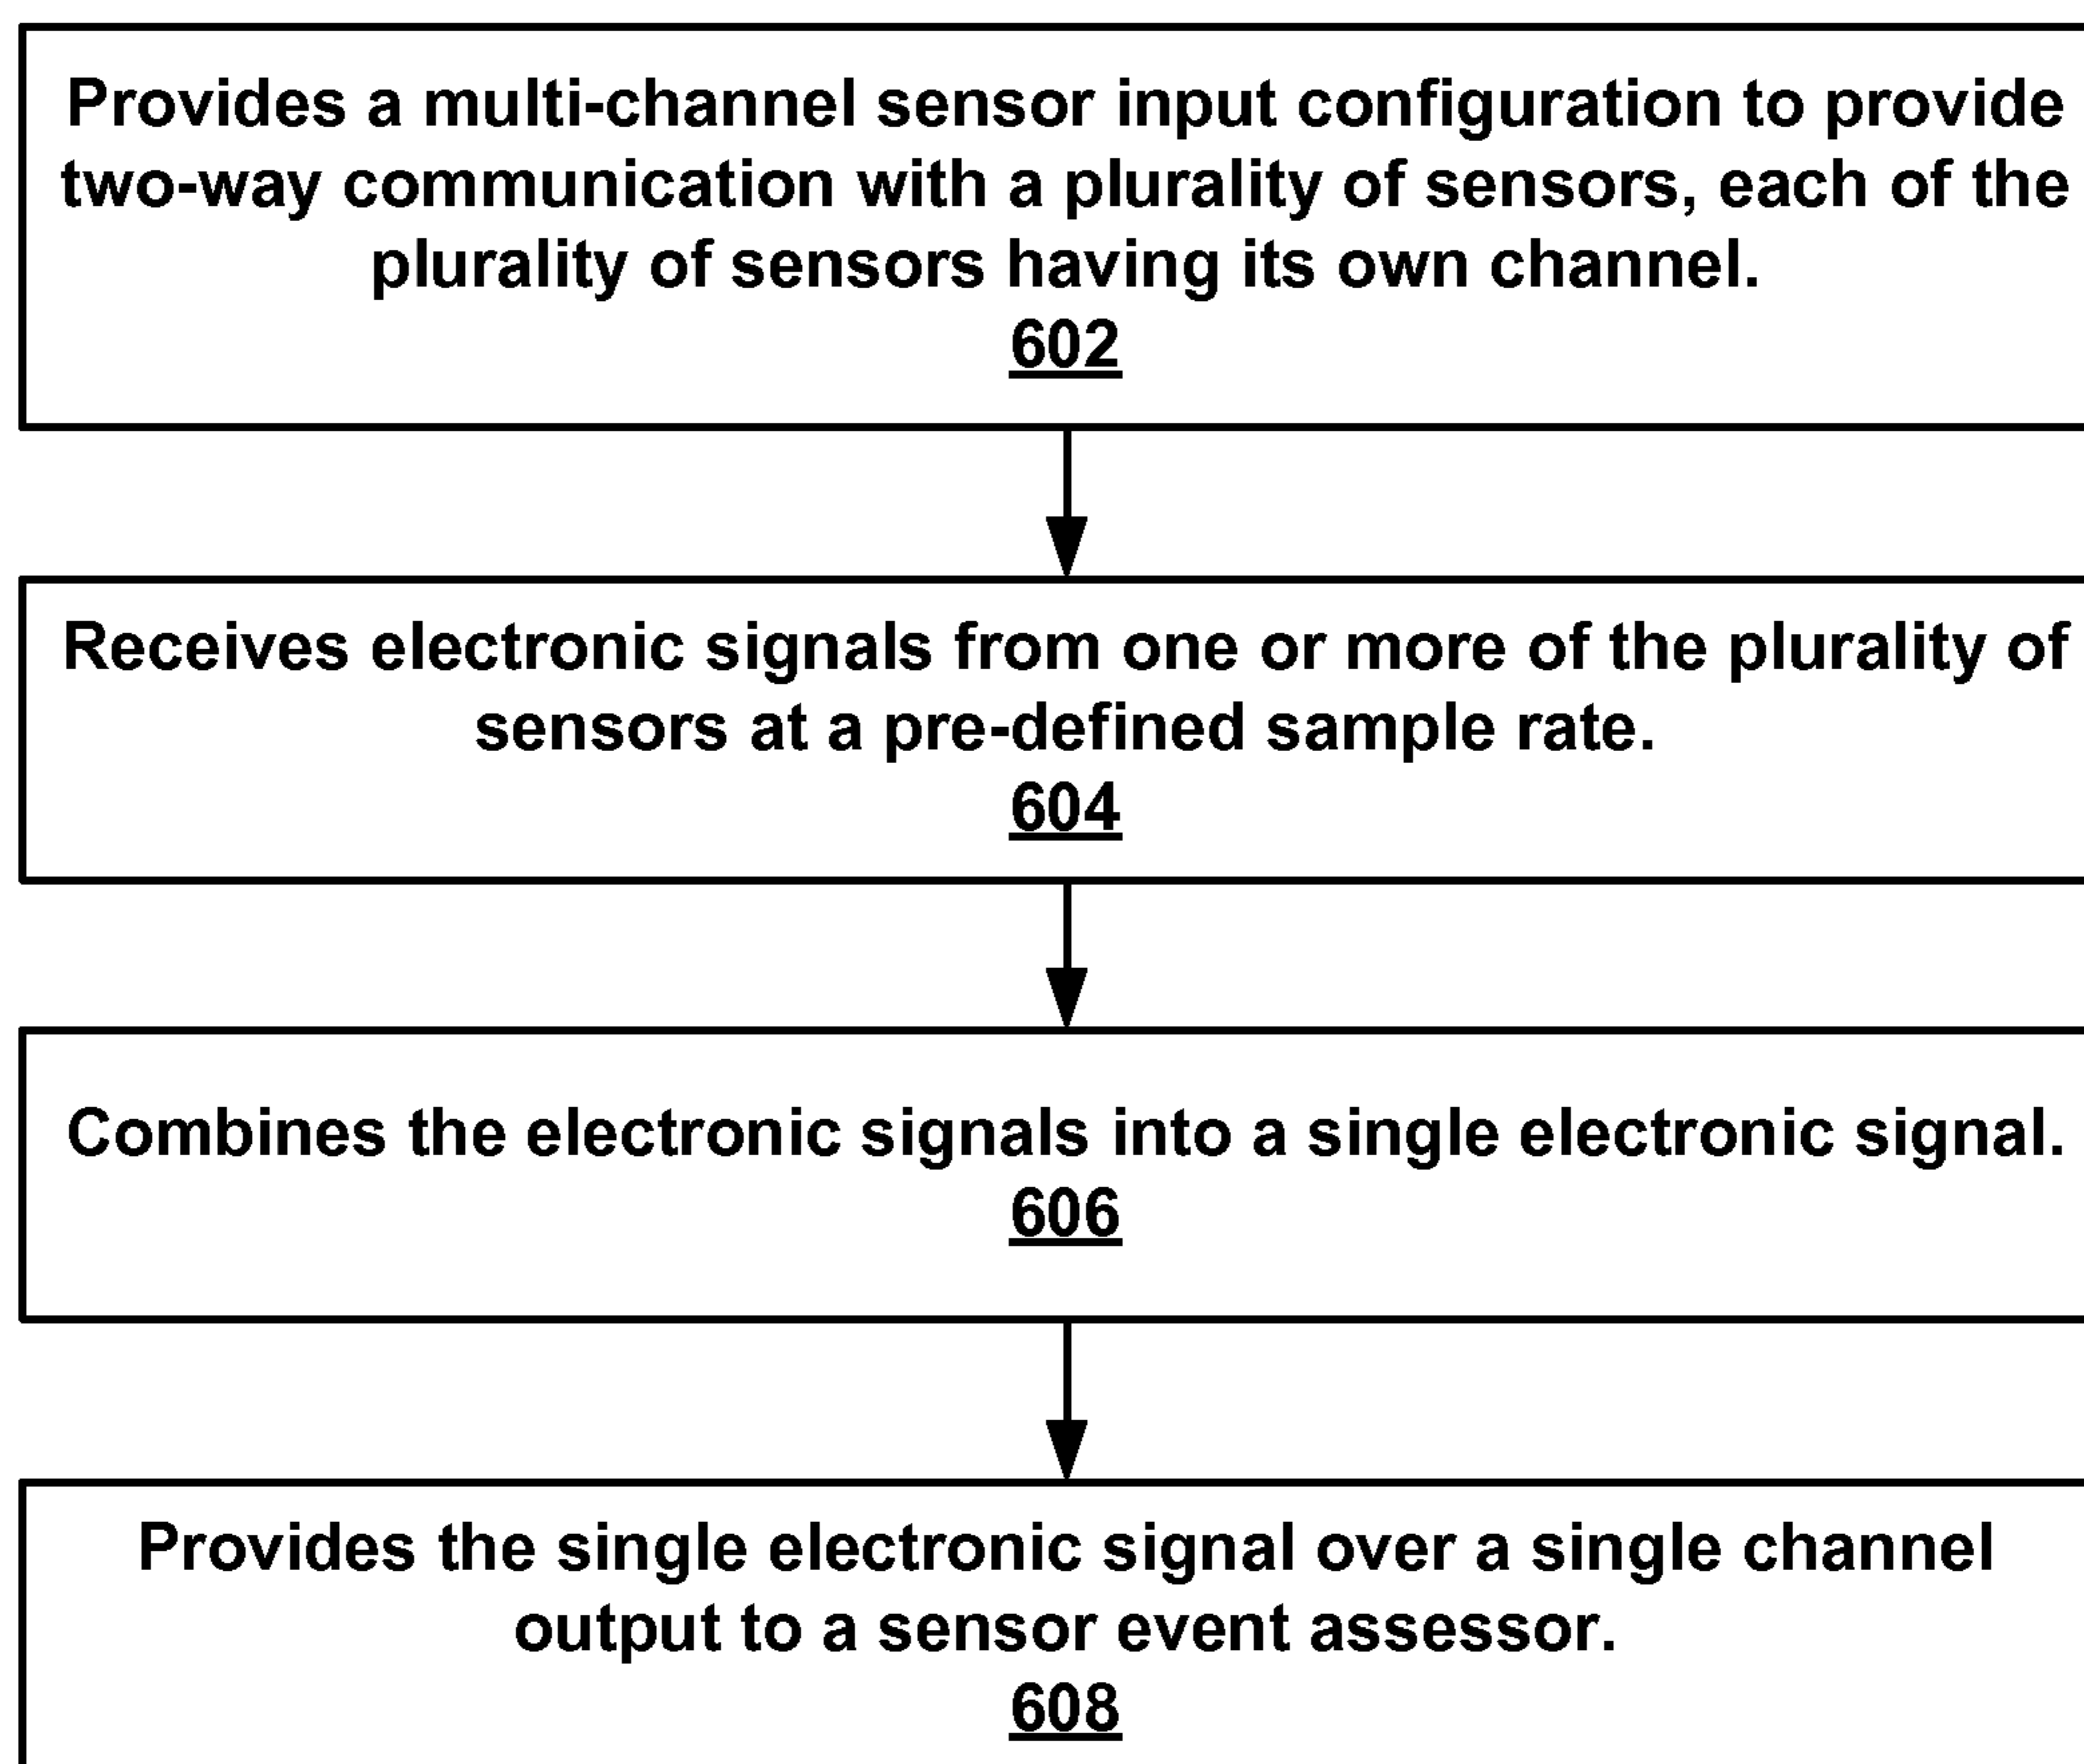 Provides a multi-channel sensor input configuration to provide
two-way communication with a plurality of sensors, each of the
plurality of sensors having its own channel.
602
Receives electronic signals from one or more of the plurality of
sensors at a pre-defined sample rate.
604
Combines the electronic signals into a single electronic signal.
606
Provides the single electronic signal over a single channel
output to a sensor event assessor.
608